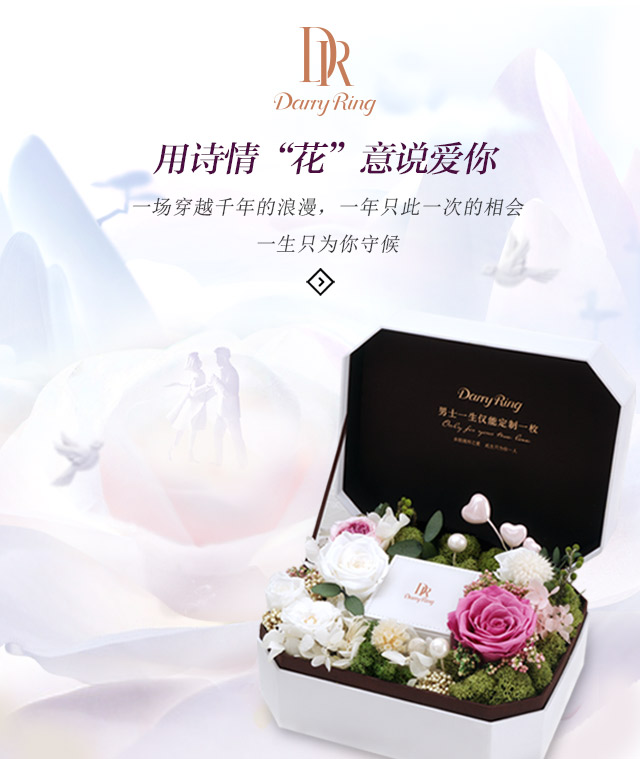 DR
Darry Ring
用诗情“花”意说爱你
一场穿越千年的浪漫，一年只此一次的相会
一生只为你守候
Darry Ring
男士一生仅能定制一枚
Only for your true love
DR
Darry Ring